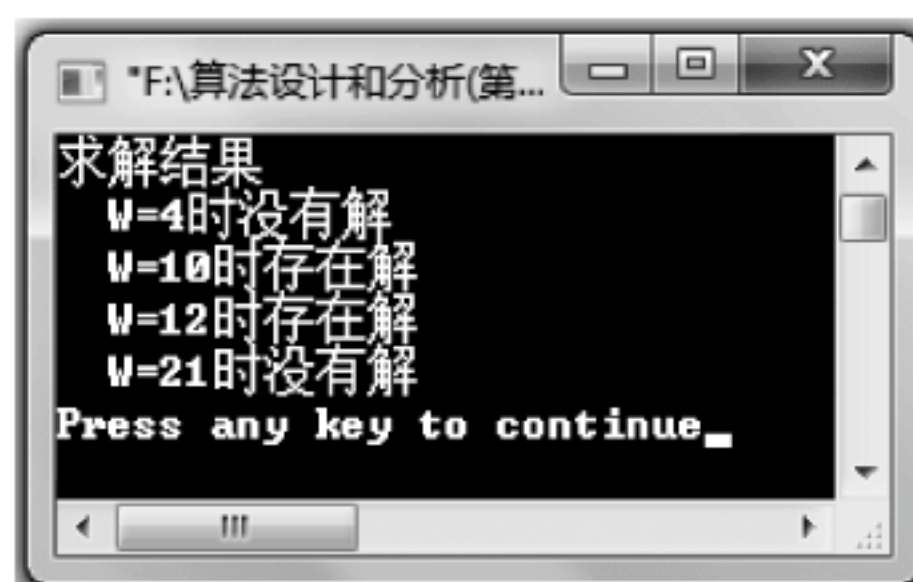 "F:\算法设计和分析(第...
求解结果
W=4时没有解
W=10时存在解
W=12时存在解
W=21时没有解
Press any key to continue